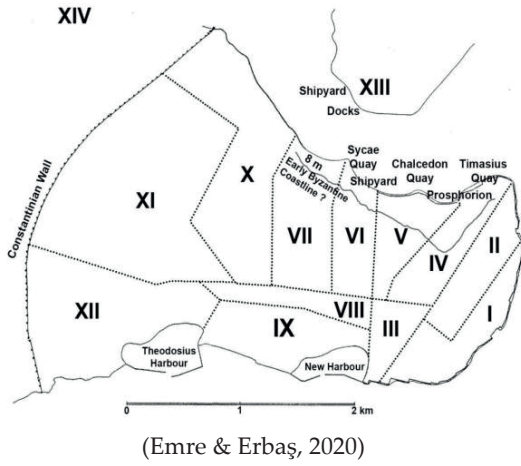 XIV
XIII
Shipyard
Docks
Constantinian Wall
XI
X
8 m
Early Byzantine
Coastline ?
Sycae
Quay
Shipyard
Chalcedon
Quay
Timasius
Quay
Prosphorion
VII
VI
V
IV
II
I
XII
Theodosius
Harbour
IX
VIII
New Harbour
III
0
1
2 km
(Emre & Erbaş, 2020)